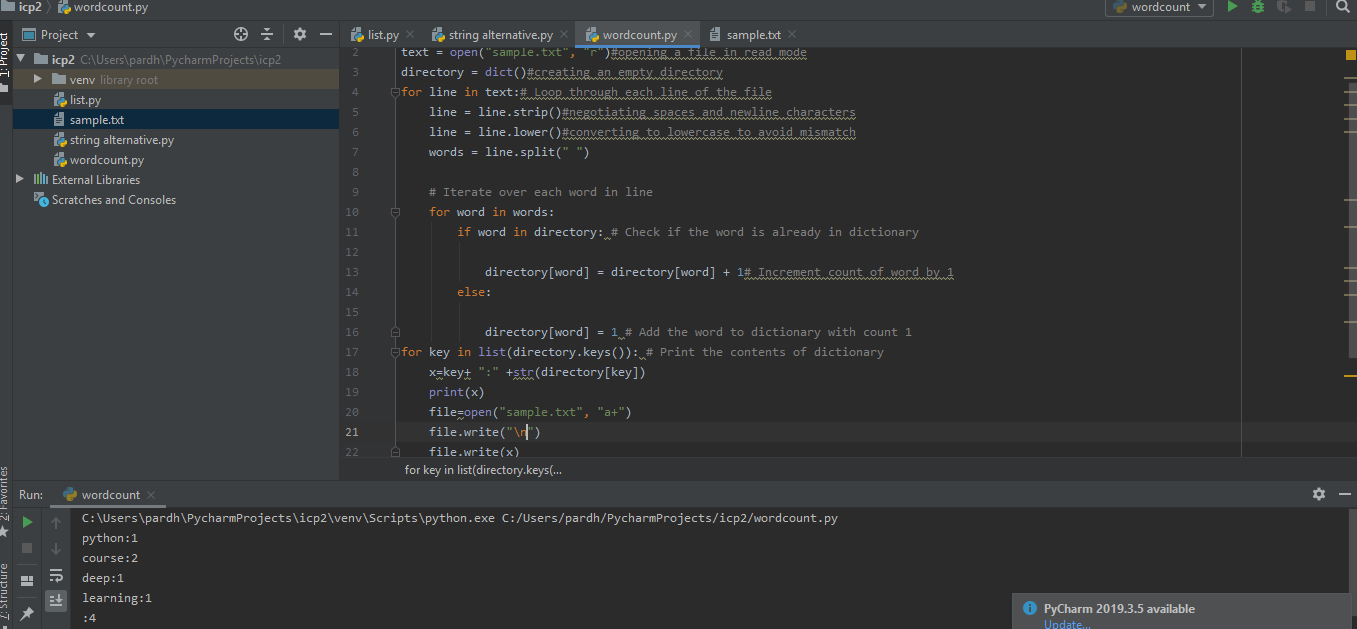 icp2 wordcount.py wordcount
Project
list.py string alternative.py wordcount.py sample.txt
1: Project
icp2 C:\Users\pardh\PycharmProjects\icp2
venv library root
list.py
sample.txt
string alternative.py
wordcount.py
External Libraries
Scratches and Consoles
2 text = open("sample.txt", "r")#opening a file in read mode
3 directory = dict()#creating an empty directory
4 for line in text:# Loop through each line of the file
5 line = line.strip()#negotiating spaces and newline characters
6 line = line.lower()#converting to lowercase to avoid mismatch
7 words = line.split(" ")
8
9 # Iterate over each word in line
10 for word in words:
11 if word in directory: # Check if the word is already in dictionary
12
13 directory[word] = directory[word] + 1# Increment count of word by 1
14 else:
15
16 directory[word] = 1 # Add the word to dictionary with count 1
17 for key in list(directory.keys()): # Print the contents of dictionary
18 x=key+ ":" +str(directory[key])
19 print(x)
20 file=open("sample.txt", "a+")
21 file.write("\n")
22 file.write(x)
for key in list(directory.keys(...
2: Favorites
7: Structure
Run: wordcount
C:\Users\pardh\PycharmProjects\icp2\venv\Scripts\python.exe C:/Users/pardh/PycharmProjects/icp2/wordcount.py
python:1
course:2
deep:1
learning:1
:4
PyCharm 2019.3.5 available
Update...